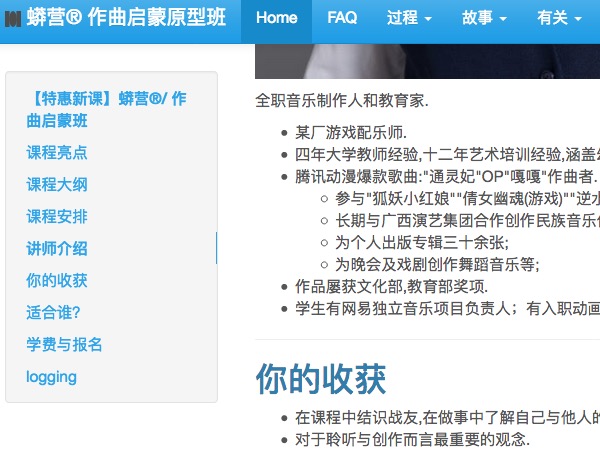 蟒营® 作曲启蒙原型班 Home FAQ 过程 故事 有关
【特惠新课】蟒营®/ 作
曲启蒙班
课程亮点
课程大纲
课程安排
讲师介绍
你的收获
适合谁?
学费与报名
logging
全职音乐制作人和教育家.
某厂游戏配乐师.
四年大学教师经验,十二年艺术培训经验,涵盖
腾讯动漫爆款歌曲:"通灵妃"OP"嘎嘎"作曲者.
参与"狐妖小红娘""倩女幽魂(游戏)""逆水
长期与广西演艺集团合作创作民族音乐
为个人出版专辑三十余张;
为晚会及戏剧创作舞蹈音乐等;
作品屡获文化部,教育部奖项.
学生有网易独立音乐项目负责人；有入职动画
你的收获
在课程中结识战友,在做事中了解自己与他人的
对于聆听与创作而言最重要的观念.